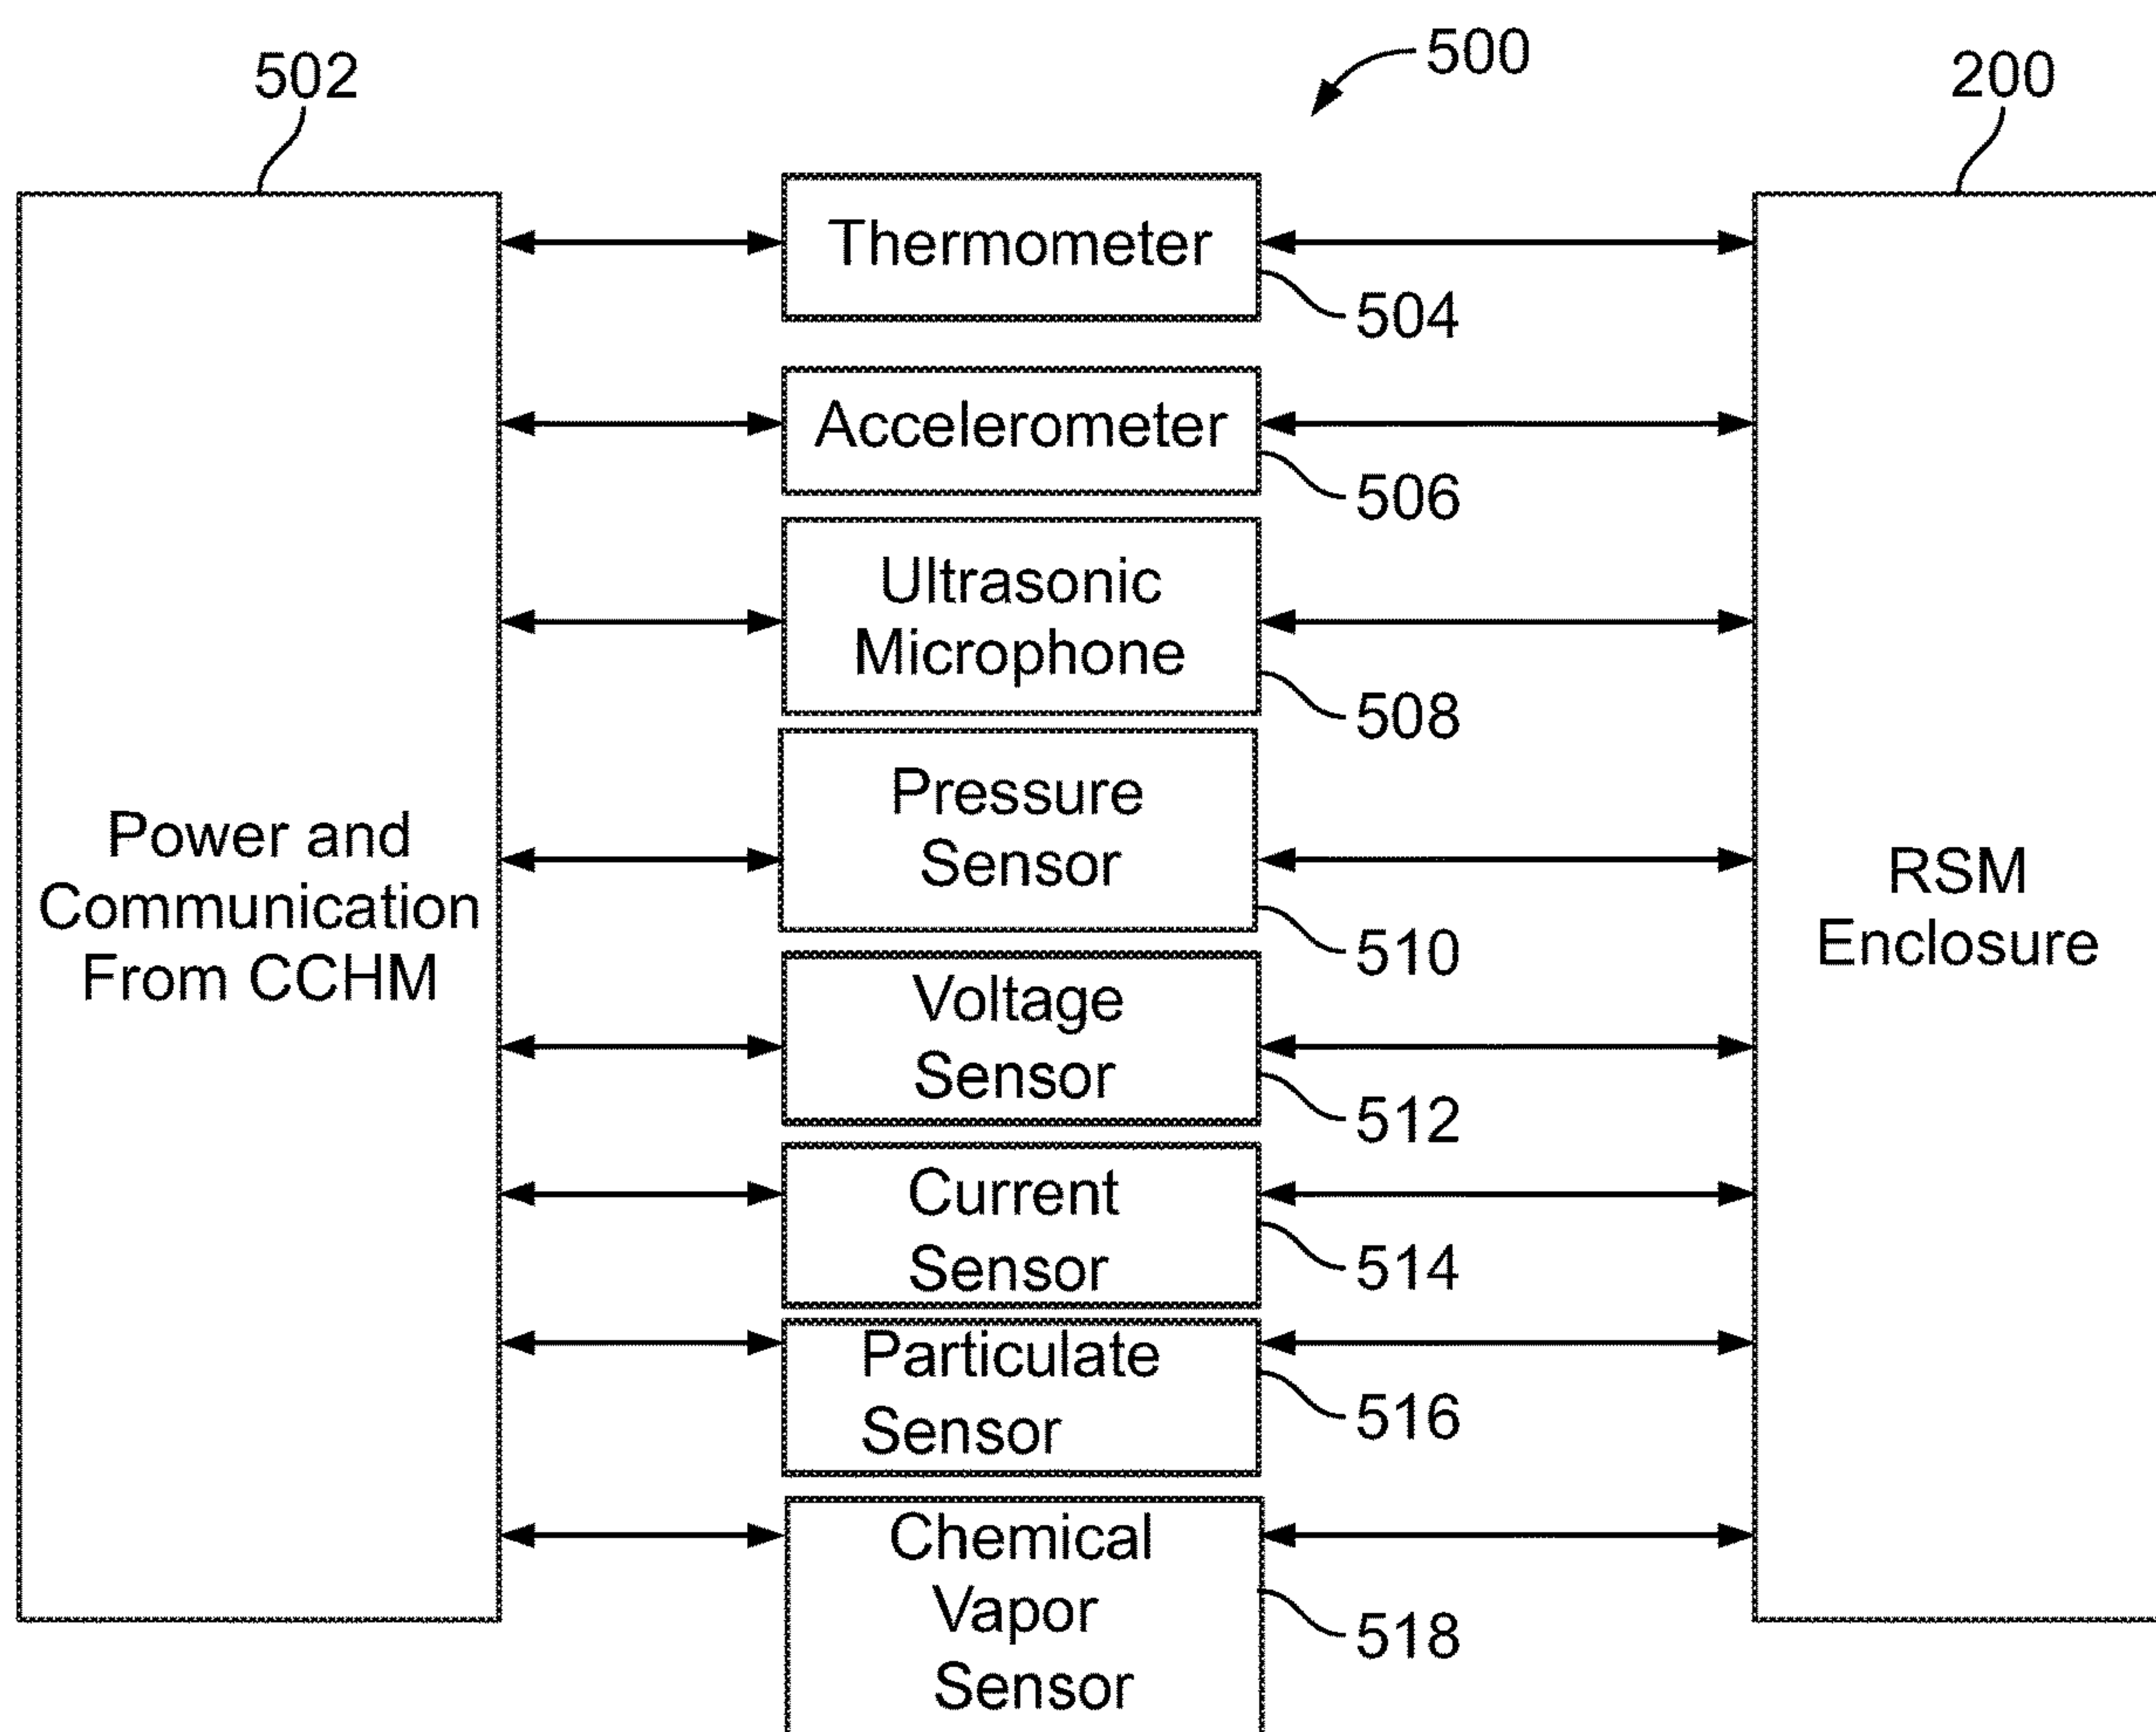 500
502
200
Thermometer
504
Accelerometer
506
Ultrasonic
Microphone
508
Pressure
Sensor
510
Power and
Communication
From CCHM
RSM
Enclosure
Voltage
Sensor
512
Current
Sensor
514
Particulate
Sensor
516
Chemical
Vapor
Sensor
518